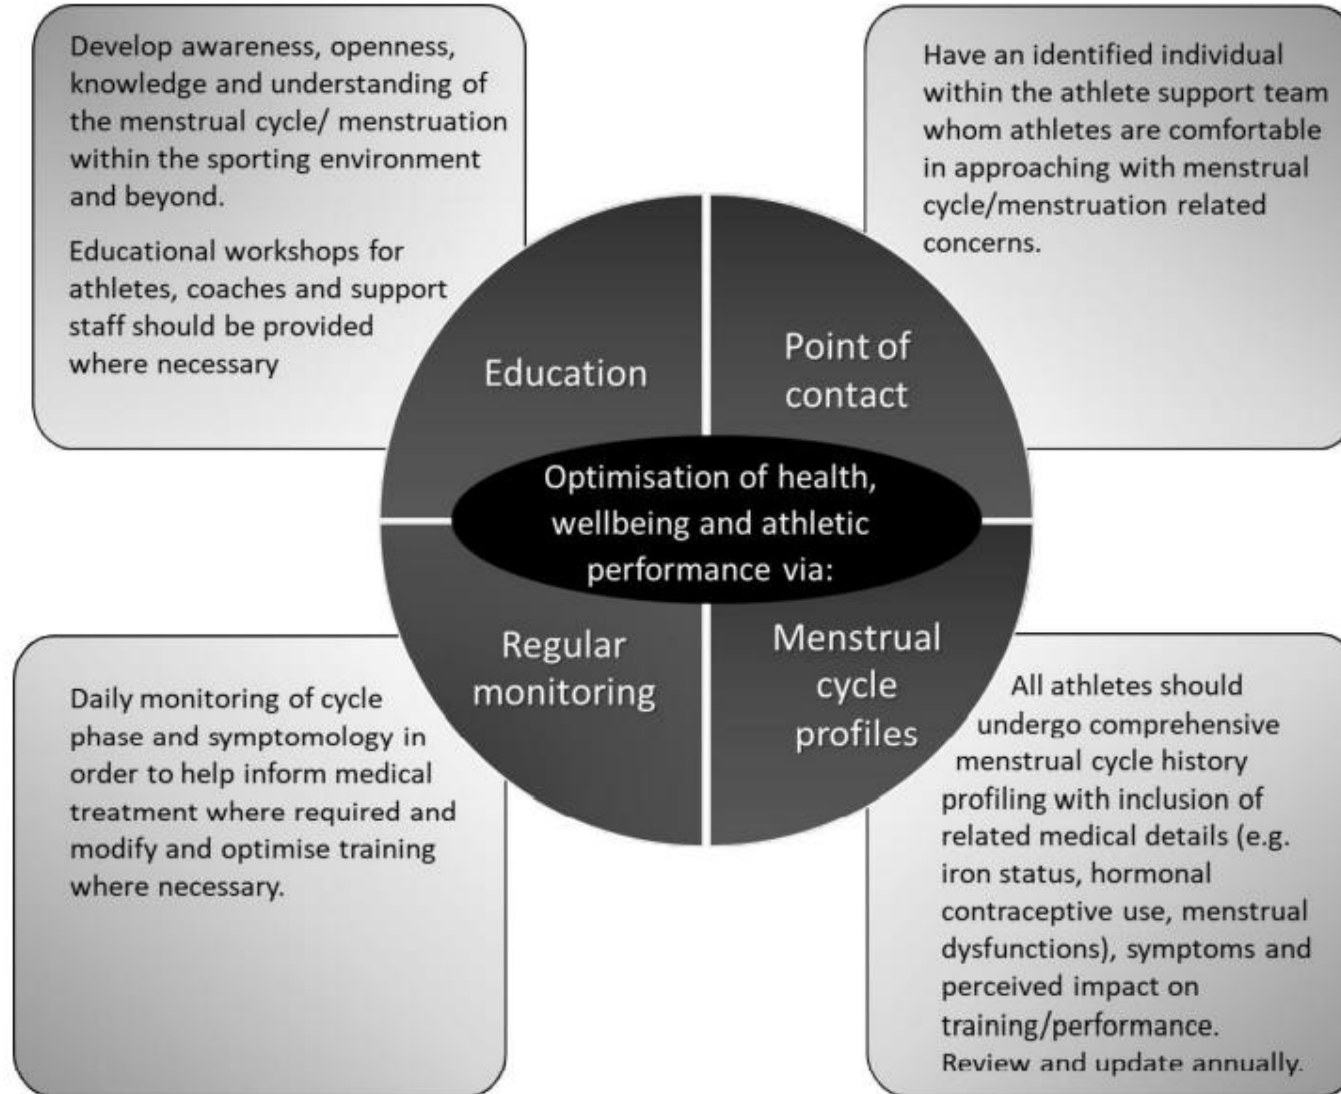 Develop awareness, openness,
knowledge and understanding of
the menstrual cycle/ menstruation
within the sporting environment
and beyond.
Educational workshops for
athletes, coaches and support
staff should be provided
where necessary
Have an identified individual
within the athlete support team
whom athletes are comfortable
in approaching with menstrual
cycle/menstruation related
concerns.
Education
Point of
contact
Optimisation of health,
wellbeing and athletic
performance via:
Regular
monitoring
Menstrual
cycle
profiles
Daily monitoring of cycle
phase and symptomology in
order to help inform medical
treatment where required and
modify and optimise training
where necessary.
All athletes should
undergo comprehensive
menstrual cycle history
profiling with inclusion of
related medical details (e.g.
iron status, hormonal
contraceptive use, menstrual
dysfunctions), symptoms and
perceived impact on
training/performance.
Review and update annually.